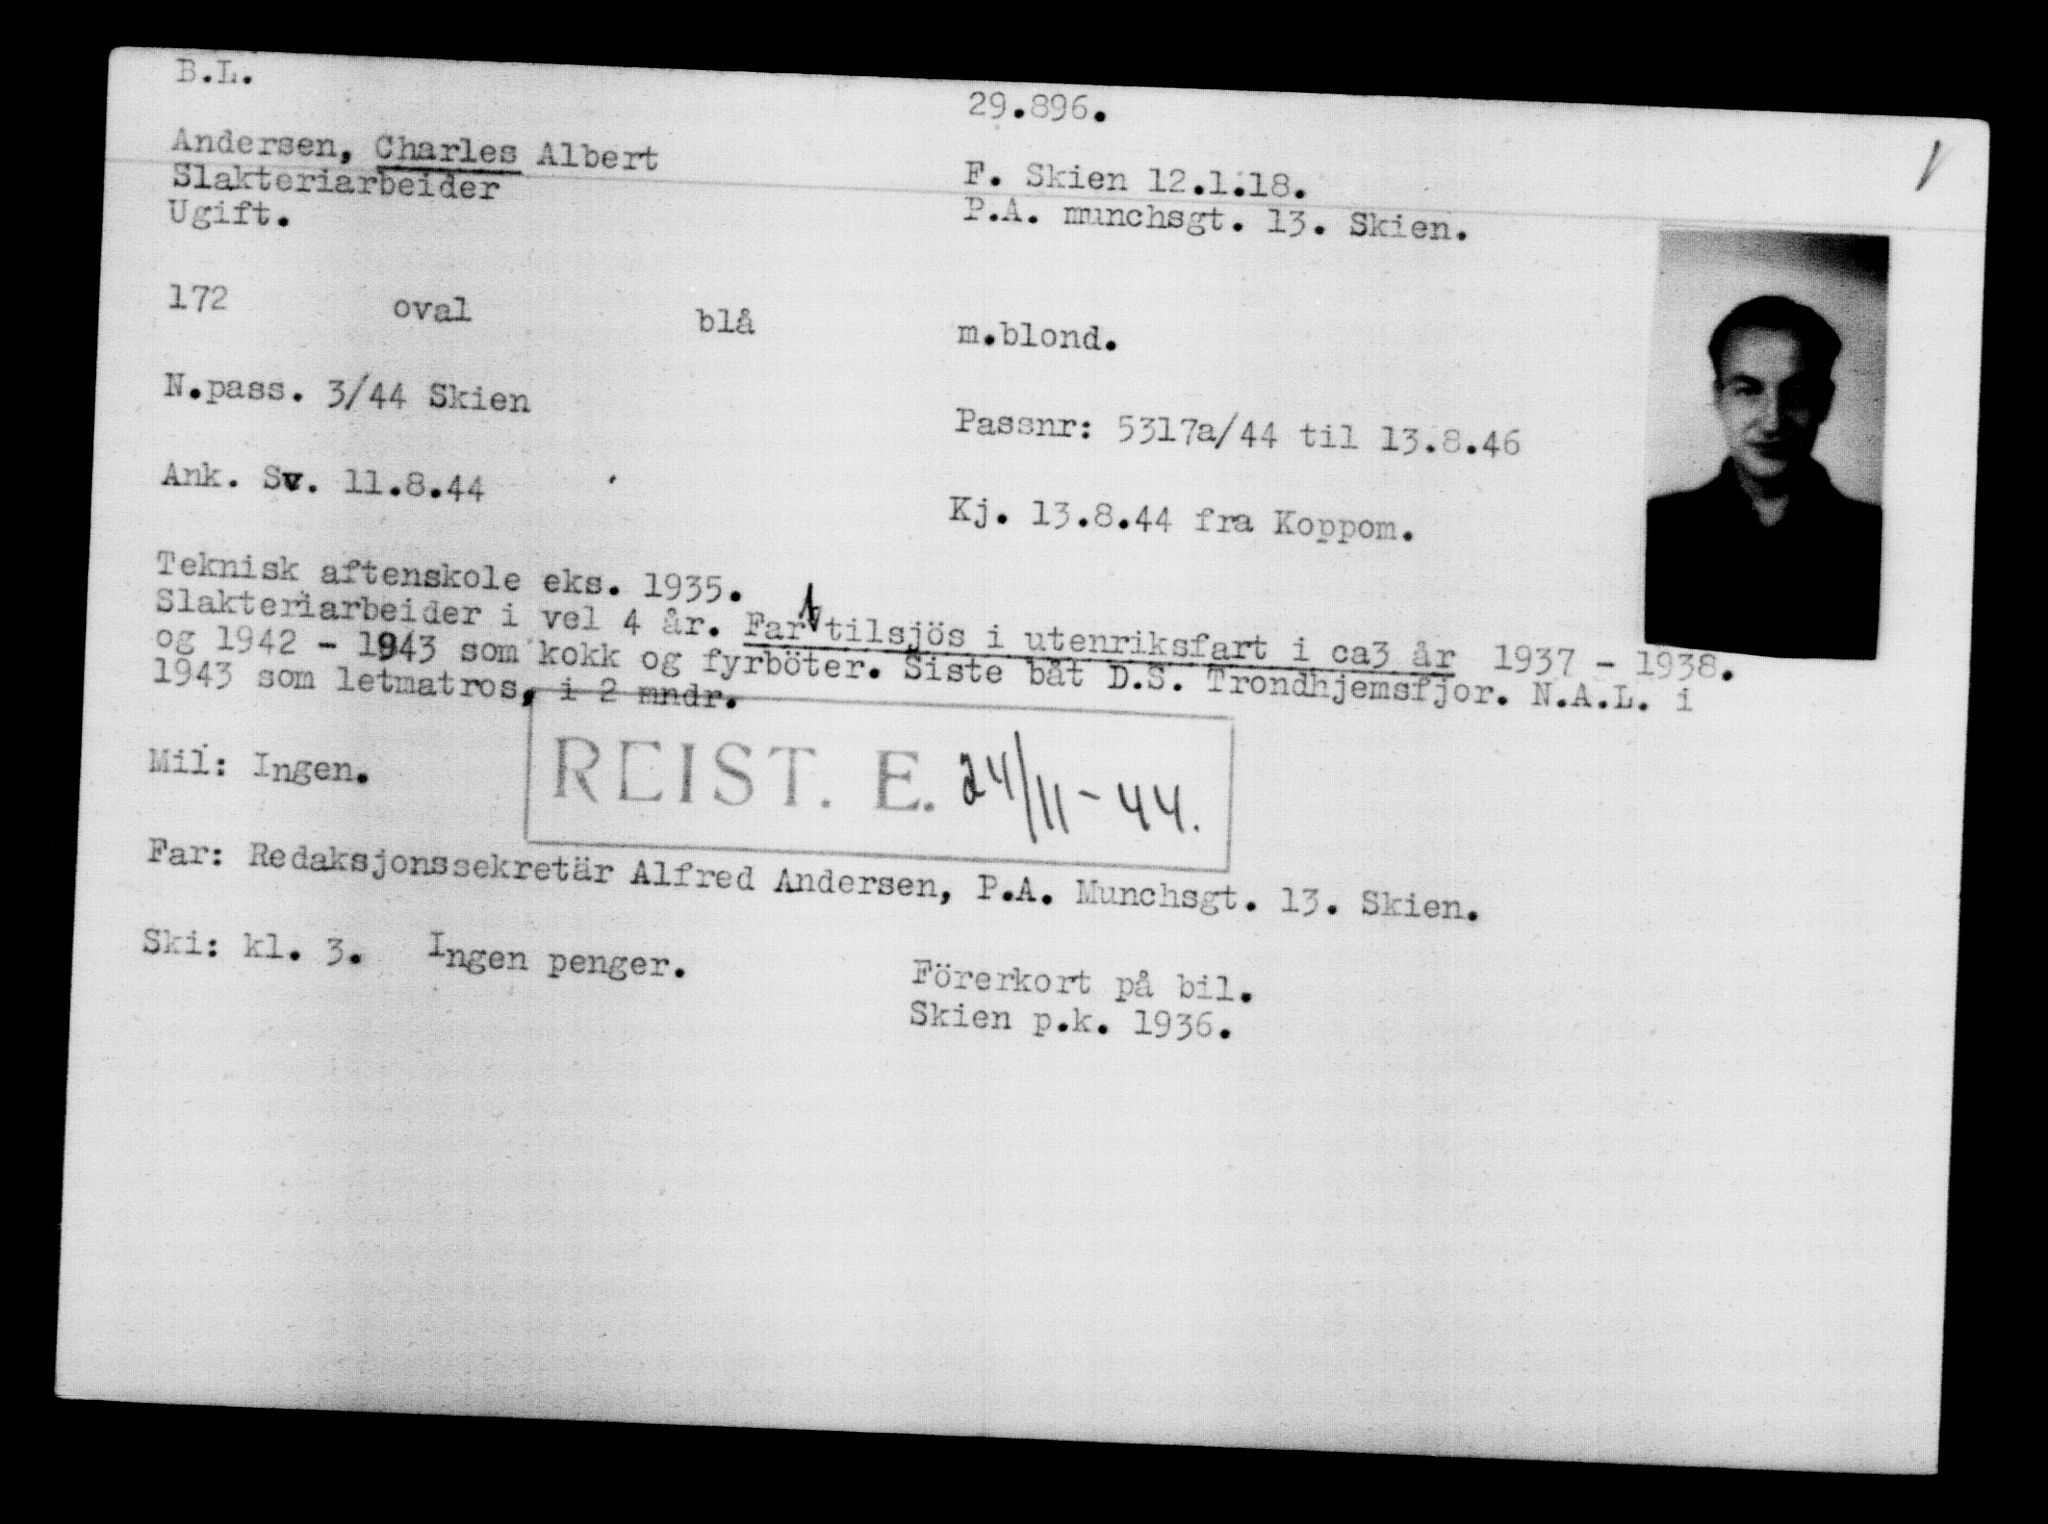 B.L.
29.896.
Andersen, Charles Albert
F. Skien 12.1.18.
Slakteriarbeider
P.A. munchsgt. 13. Skien.
Ugift.
172 oval blå m.blond.
N.pass. 3/44 Skien
Passnr: 5317a/44 til 13.8.46
Ank. Sv. 11.8.44
Kj. 13.8.44 fra Koppom.
Teknisk aftenskole eks. 1935.
Slakteriarbeider i vel 4 år. Far tilsjös i utenriksfart i ca3 år 1937 - 1938.
og 1942 - 1943 som kokk og fyrböter. Siste båt D.S. Trondhjemsfjor. N.A.L. i
1943 som letmatros, i 2 mndr.
REIST. E. 24/11-44.
Mil: Ingen.
Far: Redaksjonssekretär Alfred Andersen, P.A. Munchsgt. 13. Skien.
Ski: kl. 3. Ingen penger.
Förerkort på bil.
Skien p.k. 1936.